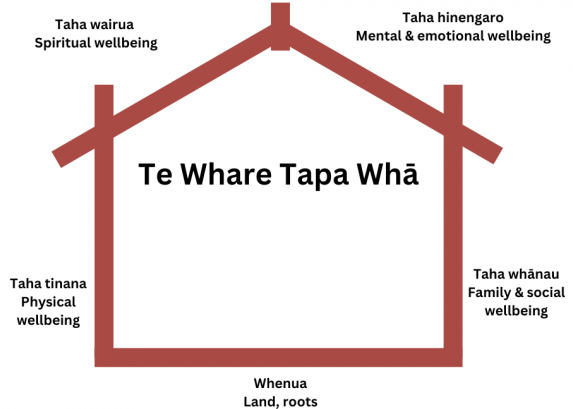 Taha wairua
Spiritual wellbeing
Taha hinengaro
Mental & emotional wellbeing
Te Whare Tapa Whā
Taha tinana
Physical
wellbeing
Taha whānau
Family & social
wellbeing
Whenua
Land, roots